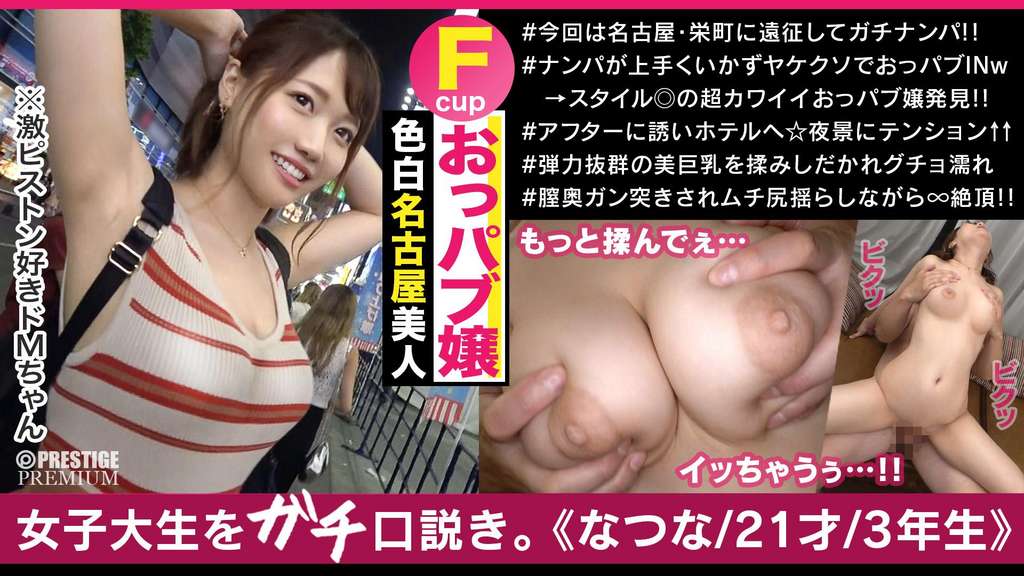 ※激ピストン好きドMちゃん
F
cup
おっパブ嬢
色白名古屋美人
#今回は名古屋・栄町に遠征してガチナンパ!!
#ナンパが上手くいかずヤケクソでおっパブINw
→スタイル◎の超カワイイおっパブ嬢発見!!
#アフターに誘いホテルへ☆夜景にテンション↑↑
#弾力抜群の美巨乳を揉みしだかれグチョ濡れ
#膣奥ガン突きされムチ尻揺らしながら∞絶頂!!
もっと揉んでぇ…
ビクッ
ビクッ
イッちゃうぅ…!!
PRESTIGE
PREMIUM
女子大生をガチ口説き。《なつな/21才/3年生》